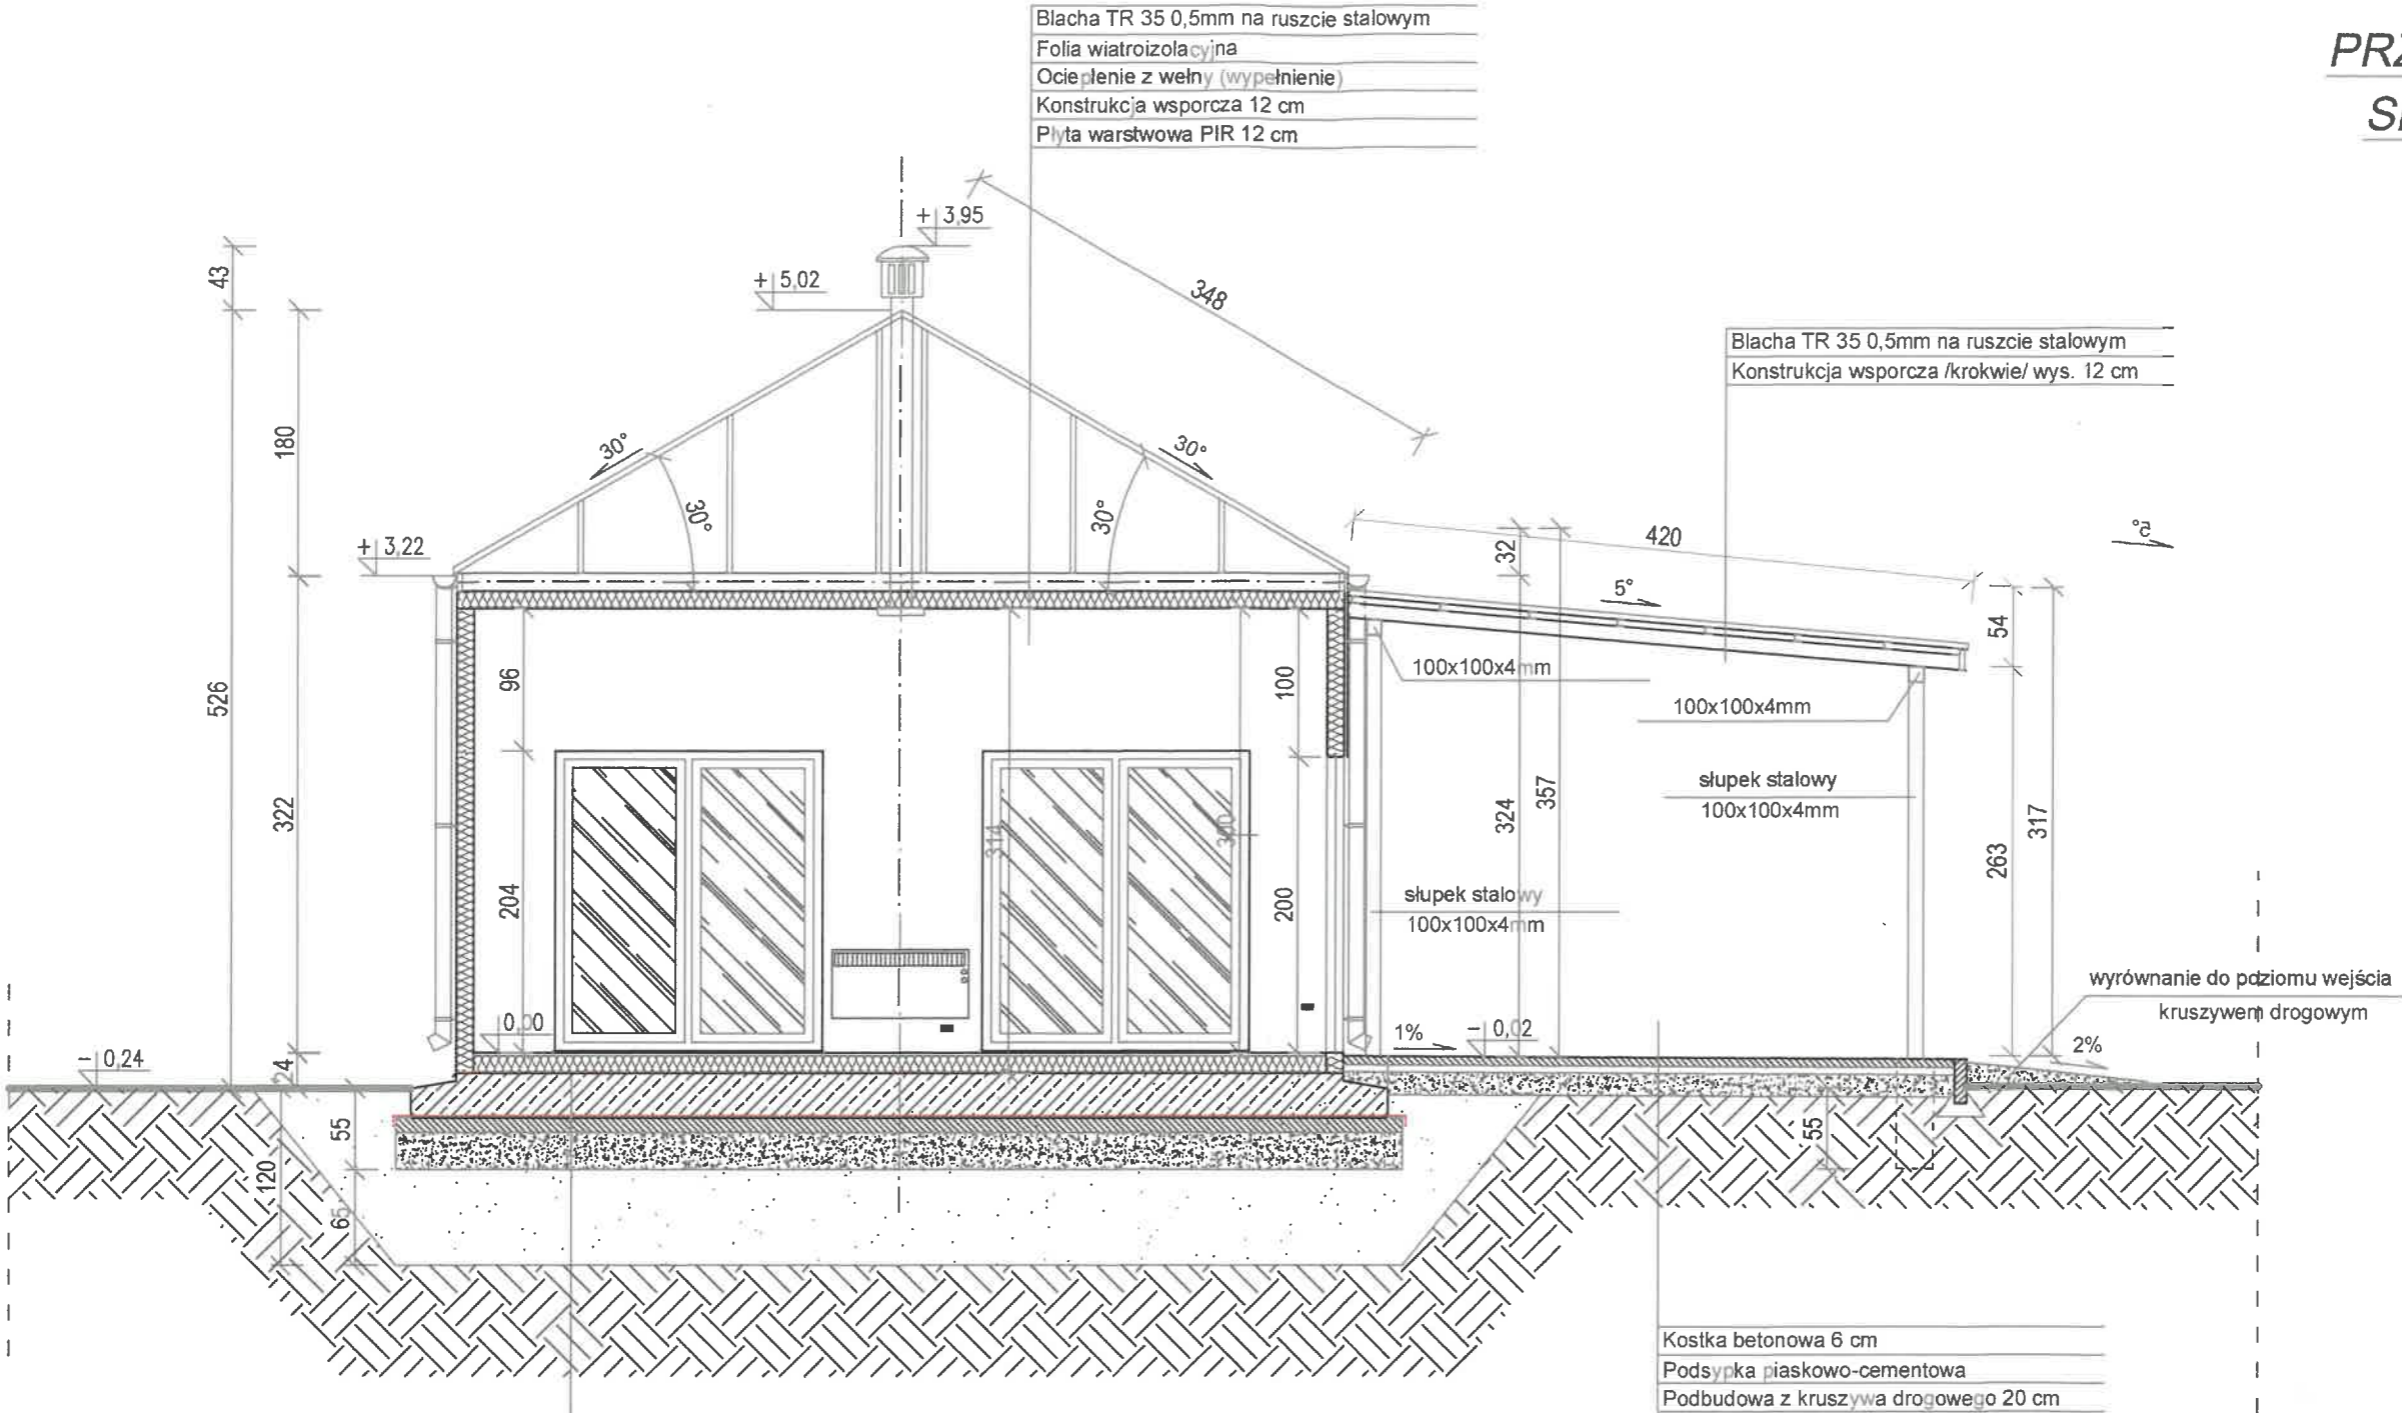 Blacha TR 35 0,5mm na ruszcie stalowym
Folia wiatroizolacyjna
Ocieplenie z wełny (wypełnienie)
Konstrukcja wsporcza 12 cm
Płyta warstwowa PIR 12 cm
+ 3,95
+ 5,02
43
348
Blacha TR 35 0,5mm na ruszcie stalowym
Konstrukcja wsporcza /krokwie/ wys. 12 cm
180
30°
30°
30°
30°
+ 3,22
32
420
5°
5°
54
96
100
100x100x4mm
100x100x4mm
526
322
204
314
300
200
324
357
słupek stalowy
100x100x4mm
słupek stalowy
100x100x4mm
263
317
wyrównanie do poziomu wejścia
kruszywem drogowym
0,00
1%
- 0,02
2%
- 0,24
24
55
120
65
55
Kostka betonowa 6 cm
Podsypka piaskowo-cementowa
Podbudowa z kruszywa drogowego 20 cm